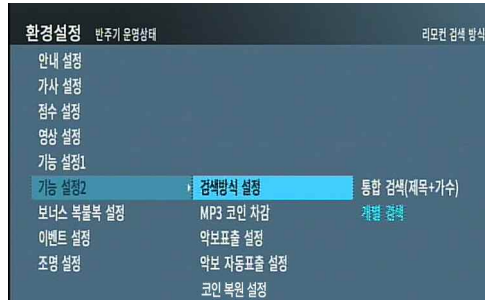 환경설정 반주기 운영상태 리모컨 검색 방식
안내 설정
가사 설정
점수 설정
영상 설정
기능 설정1
기능 설정2 검색방식 설정 통합 검색(제목+가수)
보너스 복불복 설정 MP3 코인 차감 개별 검색
이벤트 설정 악보표출 설정
조명 설정 악보 자동표출 설정
코인 복원 설정